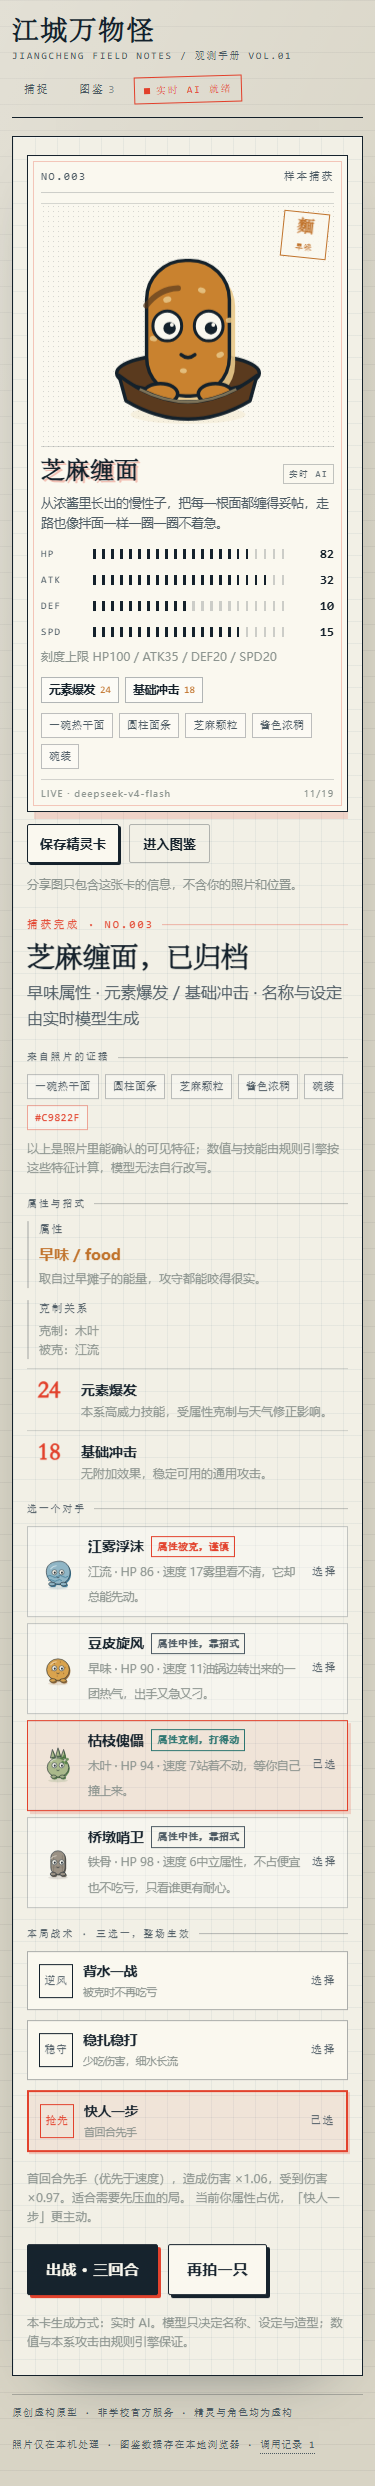 江城万物怪
JIANGCHENG FIELD NOTES / 观测手册 VOL.01
捕捉 图鉴 3 实时 AI 就绪
NO.003 样本捕获
早味
芝麻缠面 实时 AI
从浓酱里长出的慢性子，把每一根面都缠得妥帖，走
路也像拌面一样一圈一圈不着急。
HP 82
ATK 32
DEF 10
SPD 15
刻度上限 HP100 / ATK35 / DEF20 / SPD20
元素爆发 24 基础冲击 18
一碗热干面 圆柱面条 芝麻颗粒 酱色浓稠
碗装
LIVE · deepseek-v4-flash 11/19
保存精灵卡 进入图鉴
分享图只包含这张卡的信息，不含你的照片和位置。
捕获完成 · NO.003
芝麻缠面，已归档
早味属性 · 元素爆发 / 基础冲击 · 名称与设定
由实时模型生成
来自照片的证据
一碗热干面 圆柱面条 芝麻颗粒 酱色浓稠 碗装
#C9822F
以上是照片里能确认的可见特征；数值与技能由规则引擎按
这些特征计算，模型无法自行改写。
属性与招式
属性
早味 / food
取自过早摊子的能量，攻守都能咬得很实。
克制关系
克制：木叶
被克：江流
24 元素爆发
本系高威力技能，受属性克制与天气修正影响。
18 基础冲击
无附加效果，稳定可用的通用攻击。
选一个对手
江雾浮沫 属性被克，谨慎
江流 · HP 86 · 速度 17雾里看不清，它却 选择
总能先动。
豆皮旋风 属性中性，靠招式
早味 · HP 90 · 速度 11油锅边转出来的一 选择
团热气，出手又急又刁。
枯枝傀儡 属性克制，打得动
木叶 · HP 94 · 速度 7站着不动，等你自己 已选
撞上来。
桥墩哨卫 属性中性，靠招式
铁骨 · HP 98 · 速度 6中立属性，不占便宜 选择
也不吃亏，只看谁更有耐心。
本局战术 · 三选一，整场生效
逆风 背水一战 选择
被克时不再吃亏
稳守 稳扎稳打 选择
少吃伤害，细水长流
抢先 快人一步 已选
首回合先手
首回合先手（优先于速度），造成伤害 ×1.06，受到伤害
×0.97。适合需要先压血的局。 当前你属性占优，「快人一
步」更主动。
出战 · 三回合 再拍一只
本卡生成方式：实时 AI。模型只决定名称、设定与造型；数
值与本系攻击由规则引擎保证。
原创虚构原型 · 非学校官方服务 · 精灵与角色均为虚构
照片仅在本机处理 · 图鉴数据存在本地浏览器 · 调用记录 1